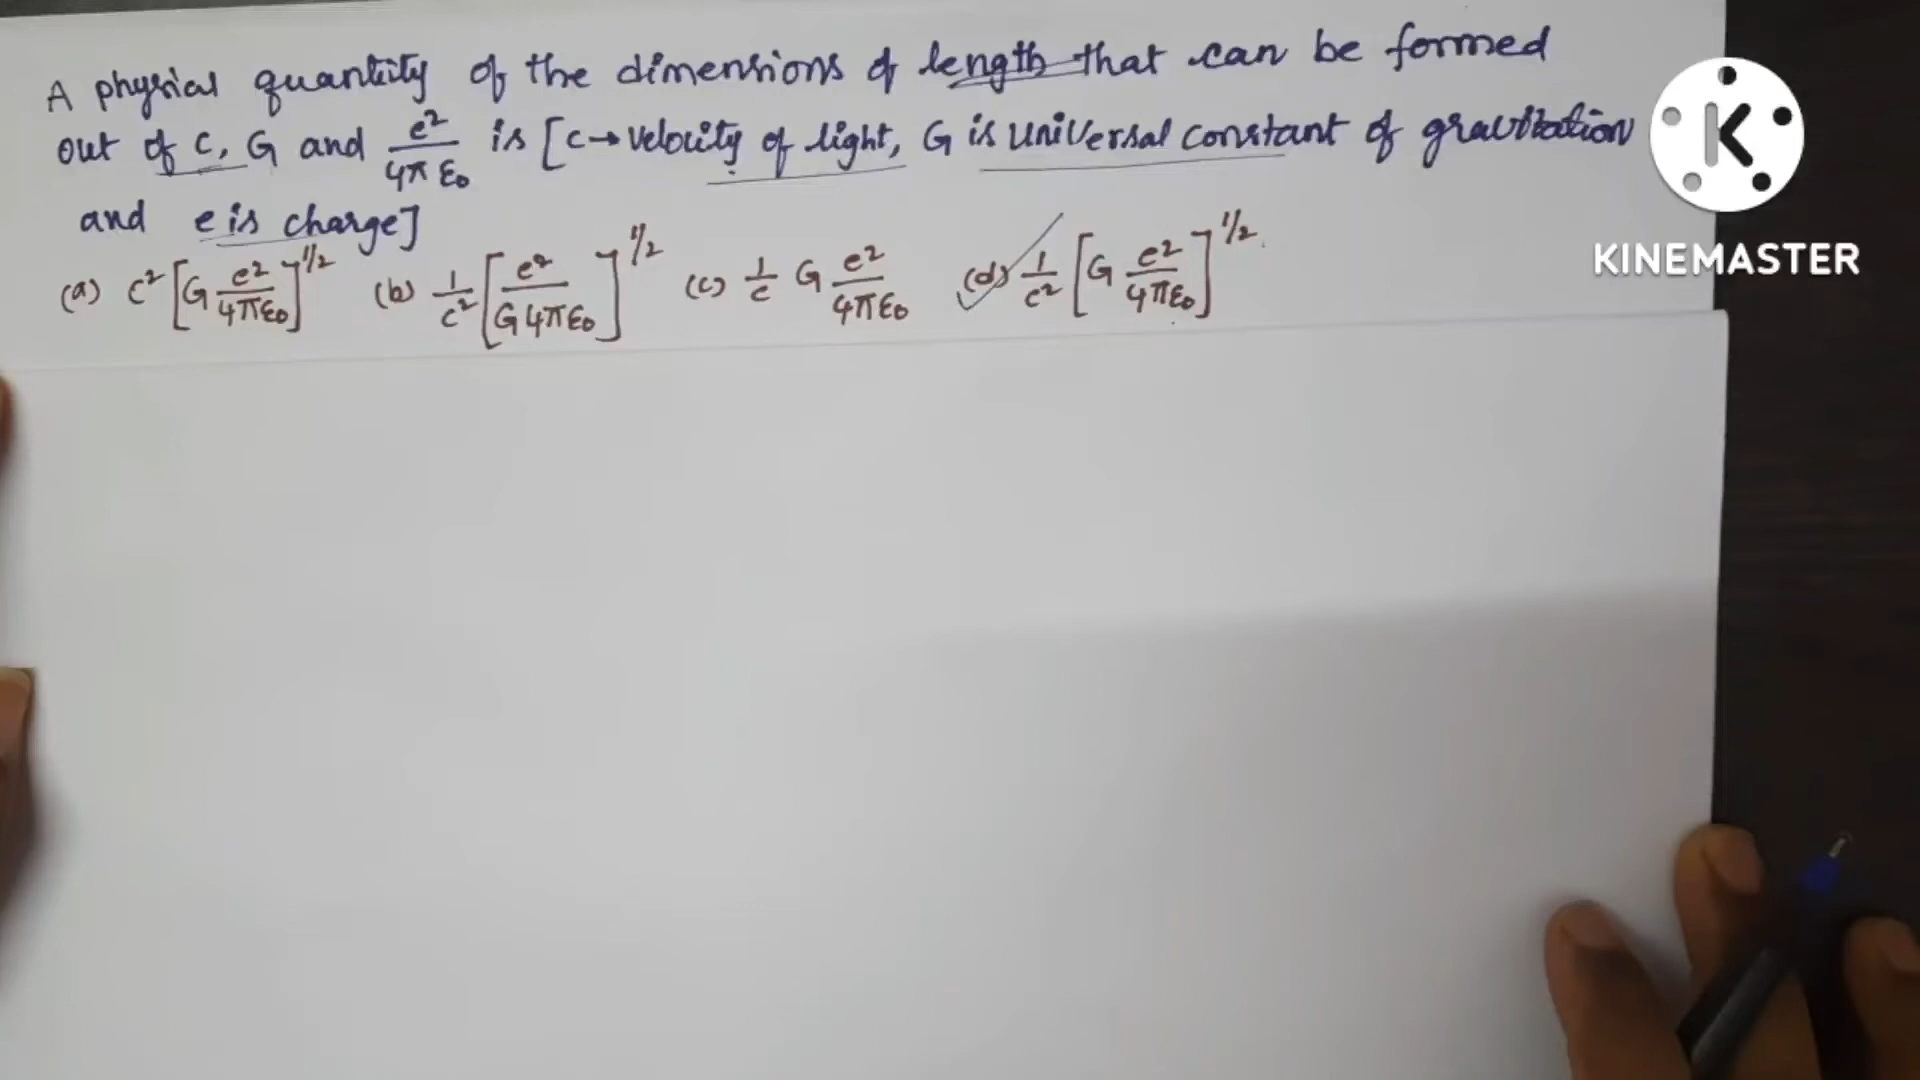 A physial quantity of the dimensions of length that can be formed
out of c, G and e²/4πε₀ is [c→velocity of light, G is universal constant of gravitation
and e is charge]
(a) c² [G e²/4πε₀]^1/2 (b) 1/c² [e²/G4πε₀]^1/2 (c) 1/c G e²/4πε₀ (d) 1/c² [G e²/4πε₀]^1/2
K
KINEMASTER